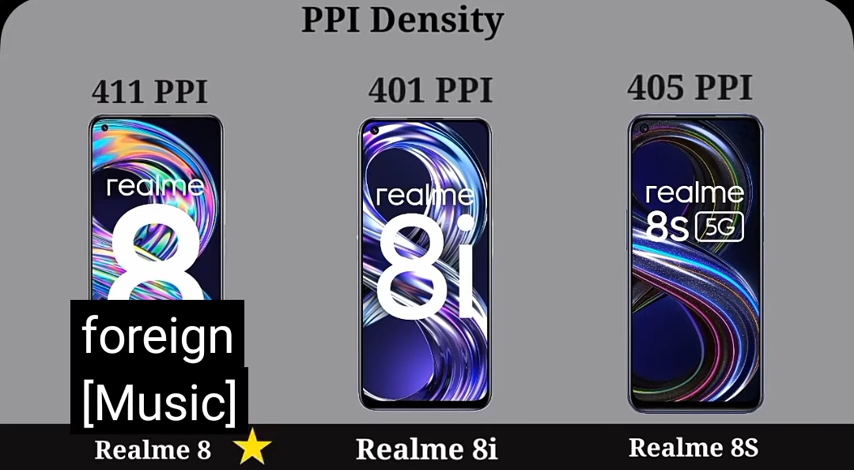 PPI Density
411 PPI
401 PPI
405 PPI
realme
8
realme
8i
realme
8s 5G
foreign
[Music]
Realme 8
Realme 8i
Realme 8S